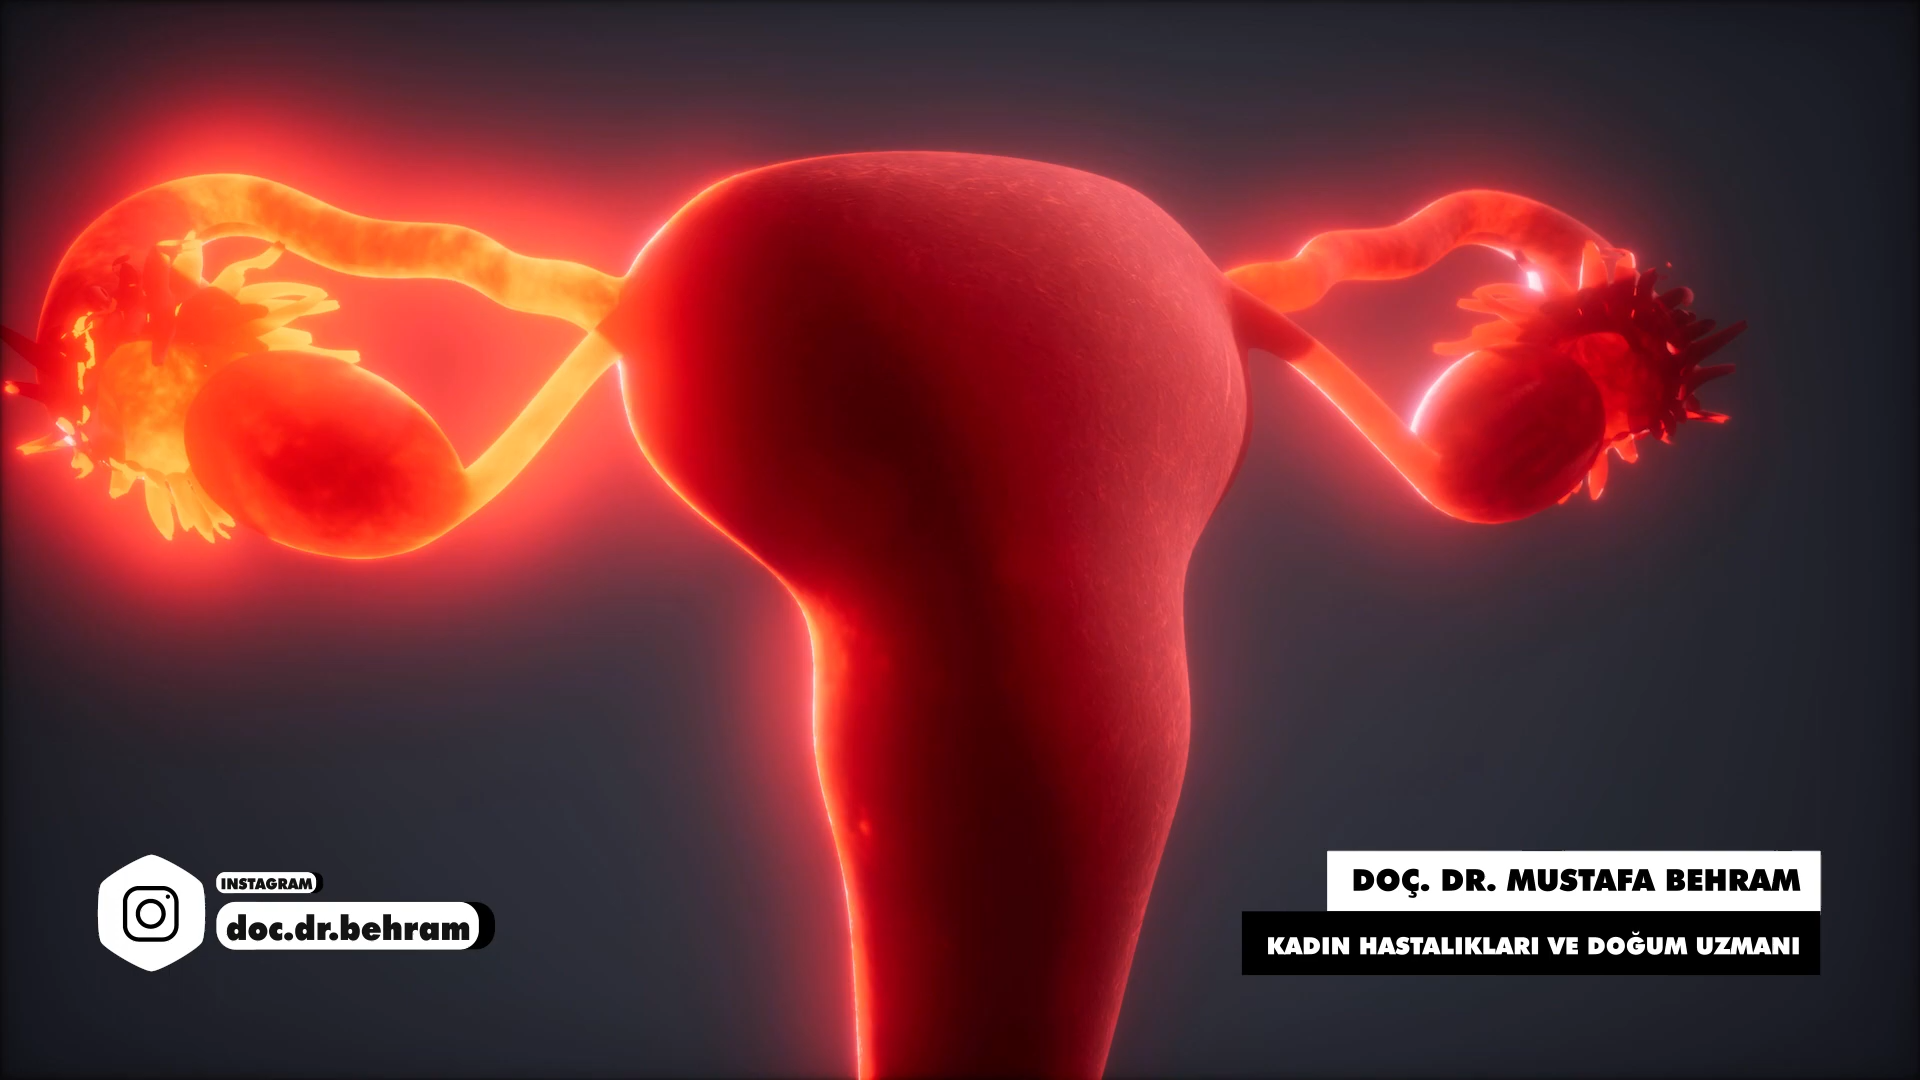 INSTAGRAM
doc.dr.behram
DOÇ. DR. MUSTAFA BEHRAM
KADIN HASTALIKLARI VE DOĞUM UZMANI